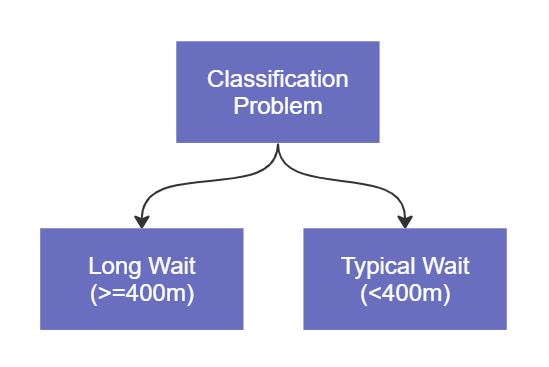 Classification
Problem
Long Wait
(>=400m)
Typical Wait
(<400m)